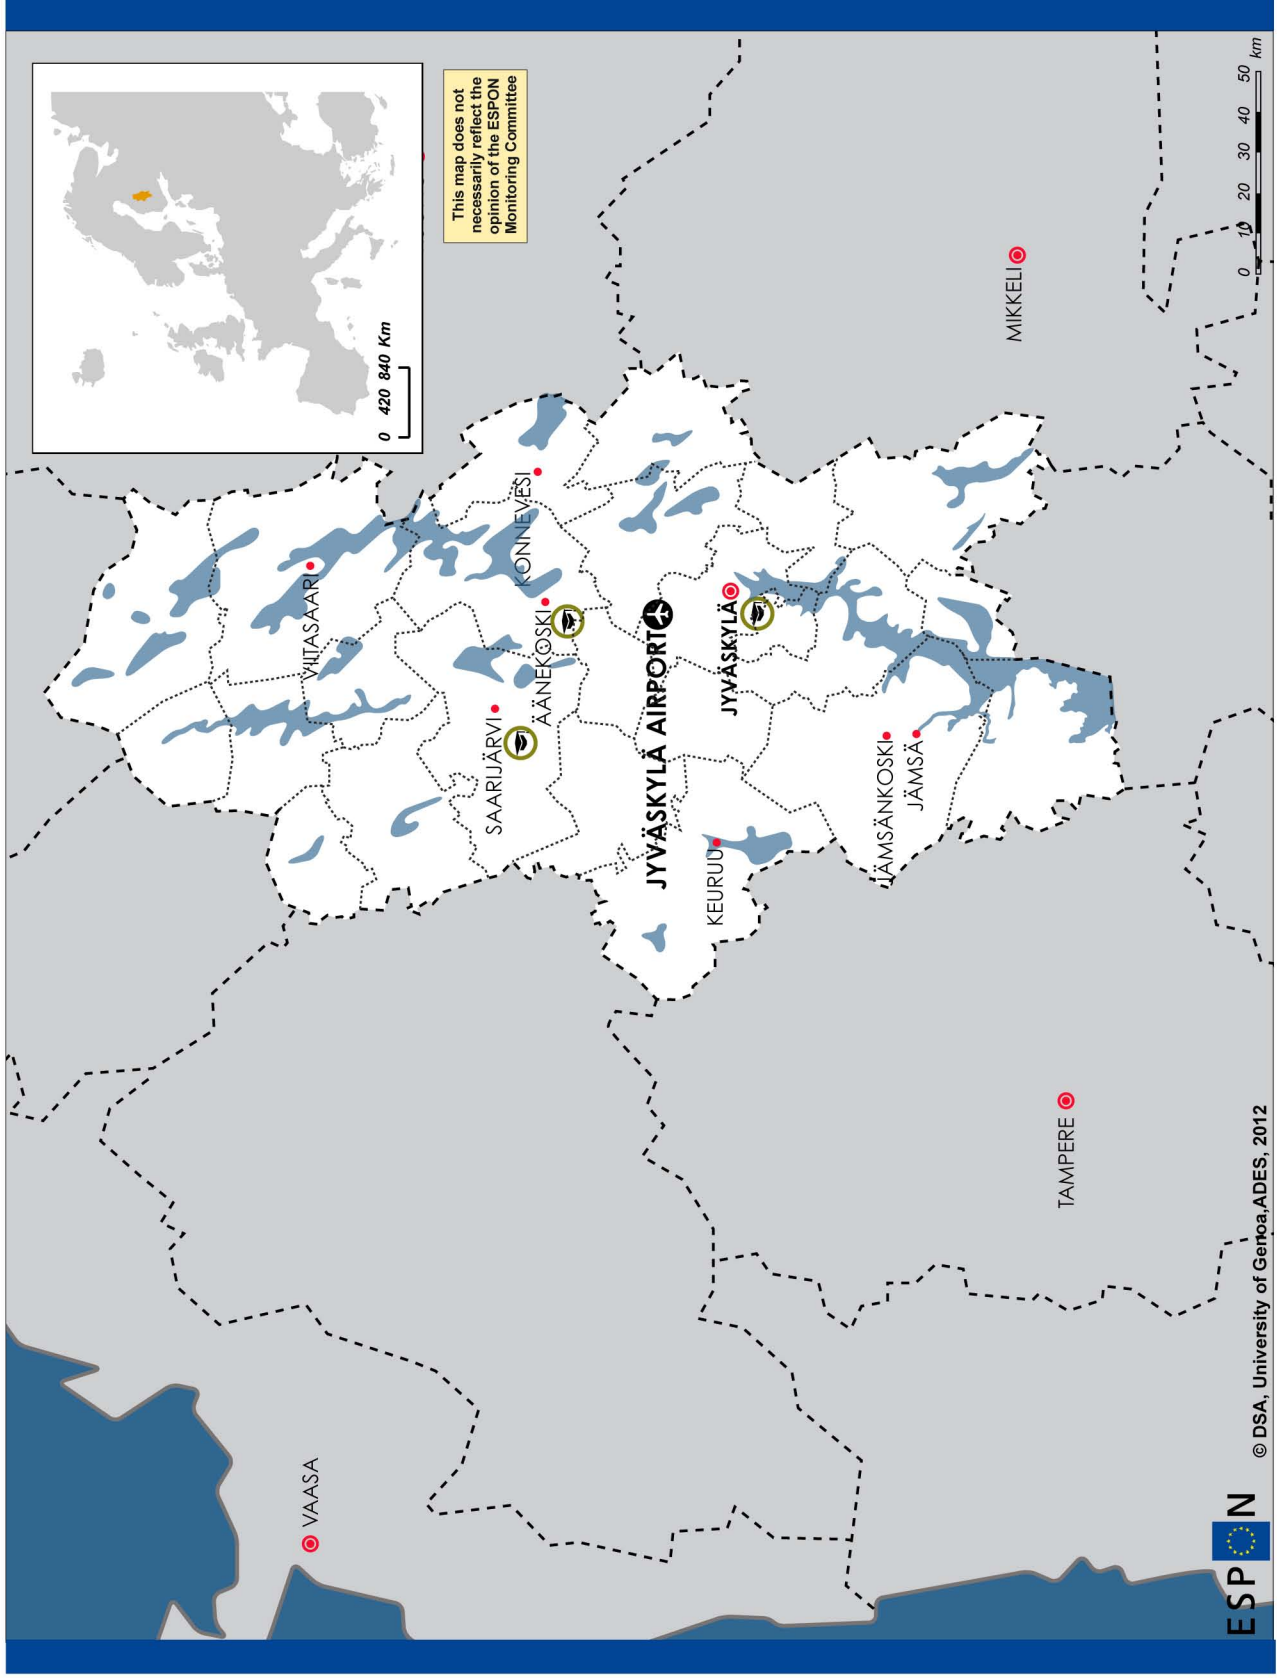 0 420 840 Km
This map does not
necessarily reflect the
opinion of the ESPON
Monitoring Committee
VAASA
VIITASAARI
SAARIJÄRVI
KONNEVESI
ÄÄNEKOSKI
JYVÄSKYLÄ AIRPORT
KEURUU
JYVÄSKYLÄ
JÄMSÄNKOSKI
JÄMSÄ
MIKKELI
TAMPERE
ESPON
© DSA, University of Genoa,ADES, 2012
0 10 20 30 40 50
km